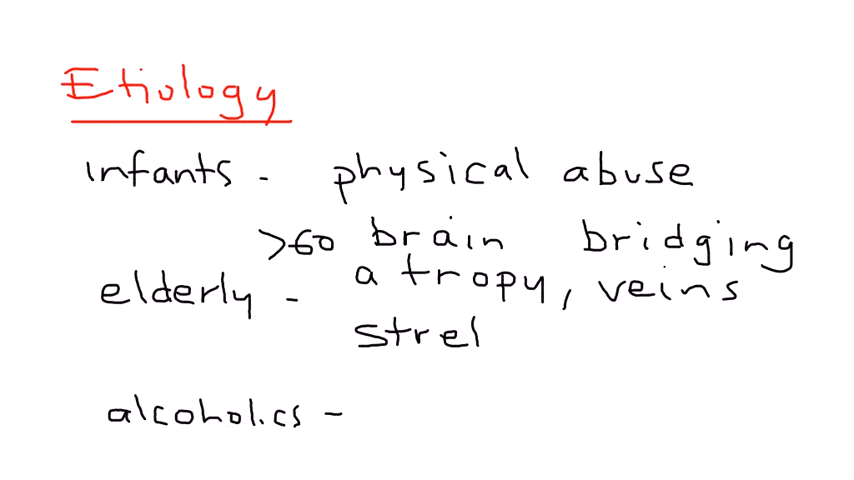 Etiology
infants - physical abuse
>60 brain bridging
elderly - atropy, veins
strel
alcoholics -